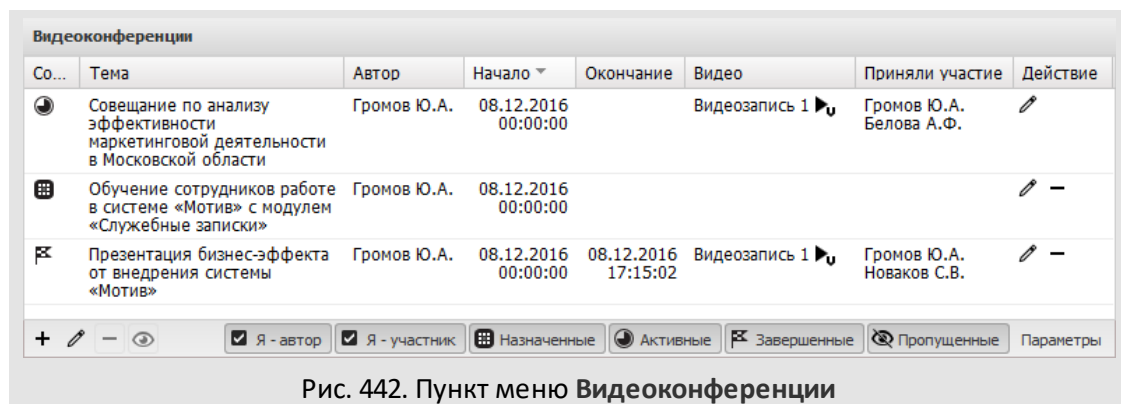 Видеоконференции
Со... Тема Автор Начало Окончание Видео Приняли участие Действие
Совещание по анализу Громов Ю.А. 08.12.2016 Видеозапись 1 Громов Ю.А.
эффективности 00:00:00 Белова А.Ф.
маркетинговой деятельности
в Московской области
Обучение сотрудников работе Громов Ю.А. 08.12.2016
в системе «Мотив» с модулем 00:00:00
«Служебные записки»
Презентация бизнес-эффекта Громов Ю.А. 08.12.2016 08.12.2016 Видеозапись 1 Громов Ю.А.
от внедрения системы 00:00:00 17:15:02 Новаков С.В.
«Мотив»
Я - автор Я - участник Назначенные Активные Завершенные Пропущенные Параметры
Рис. 442. Пункт меню Видеоконференции